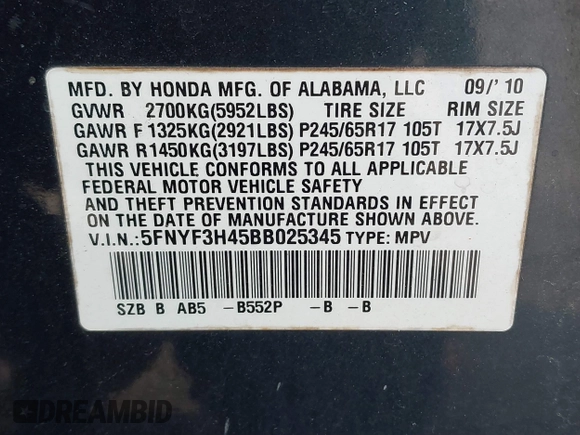 MFD. BY HONDA MFG. OF ALABAMA, LLC 09/' 10
GVWR 2700KG(5952LBS) TIRE SIZE RIM SIZE
GAWR F 1325KG(2921LBS) P245/65R17 105T 17X7.5J
GAWR R1450KG(3197LBS) P245/65R17 105T 17X7.5J
THIS VEHICLE CONFORMS TO ALL APPLICABLE
FEDERAL MOTOR VEHICLE SAFETY
AND THEFT PREVENTION STANDARDS IN EFFECT
ON THE DATE OF MANUFACTURE SHOWN ABOVE.
V.I.N.:5FNYF3H45BB025345 TYPE: MPV
SZB B AB5 –B552P –B –B
DREAMBID